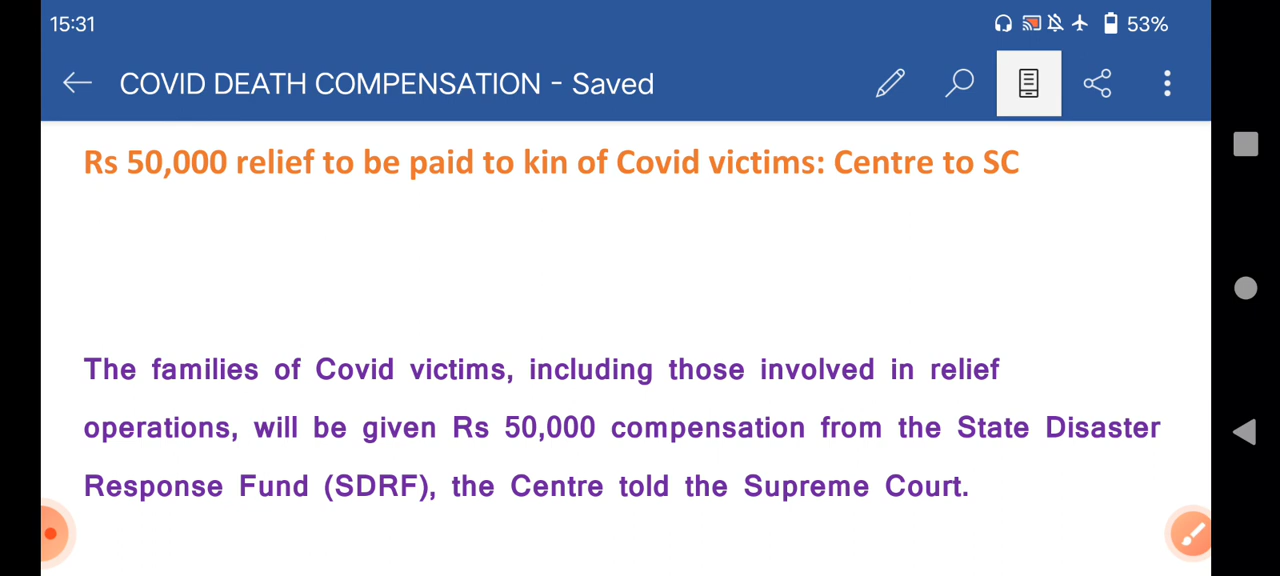 15:31
53%
COVID DEATH COMPENSATION - Saved
Rs 50,000 relief to be paid to kin of Covid victims: Centre to SC
The families of Covid victims, including those involved in relief
operations, will be given Rs 50,000 compensation from the State Disaster
Response Fund (SDRF), the Centre told the Supreme Court.